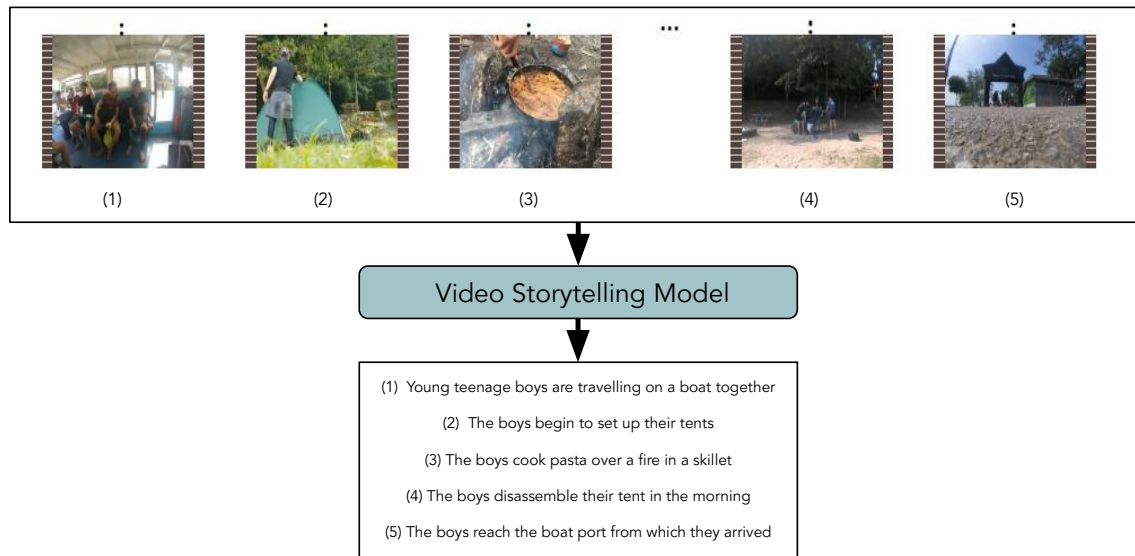 ...
(1)
(2)
(3)
(4)
(5)
Video Storytelling Model
(1) Young teenage boys are travelling on a boat together
(2) The boys begin to set up their tents
(3) The boys cook pasta over a fire in a skillet
(4) The boys disassemble their tent in the morning
(5) The boys reach the boat port from which they arrived